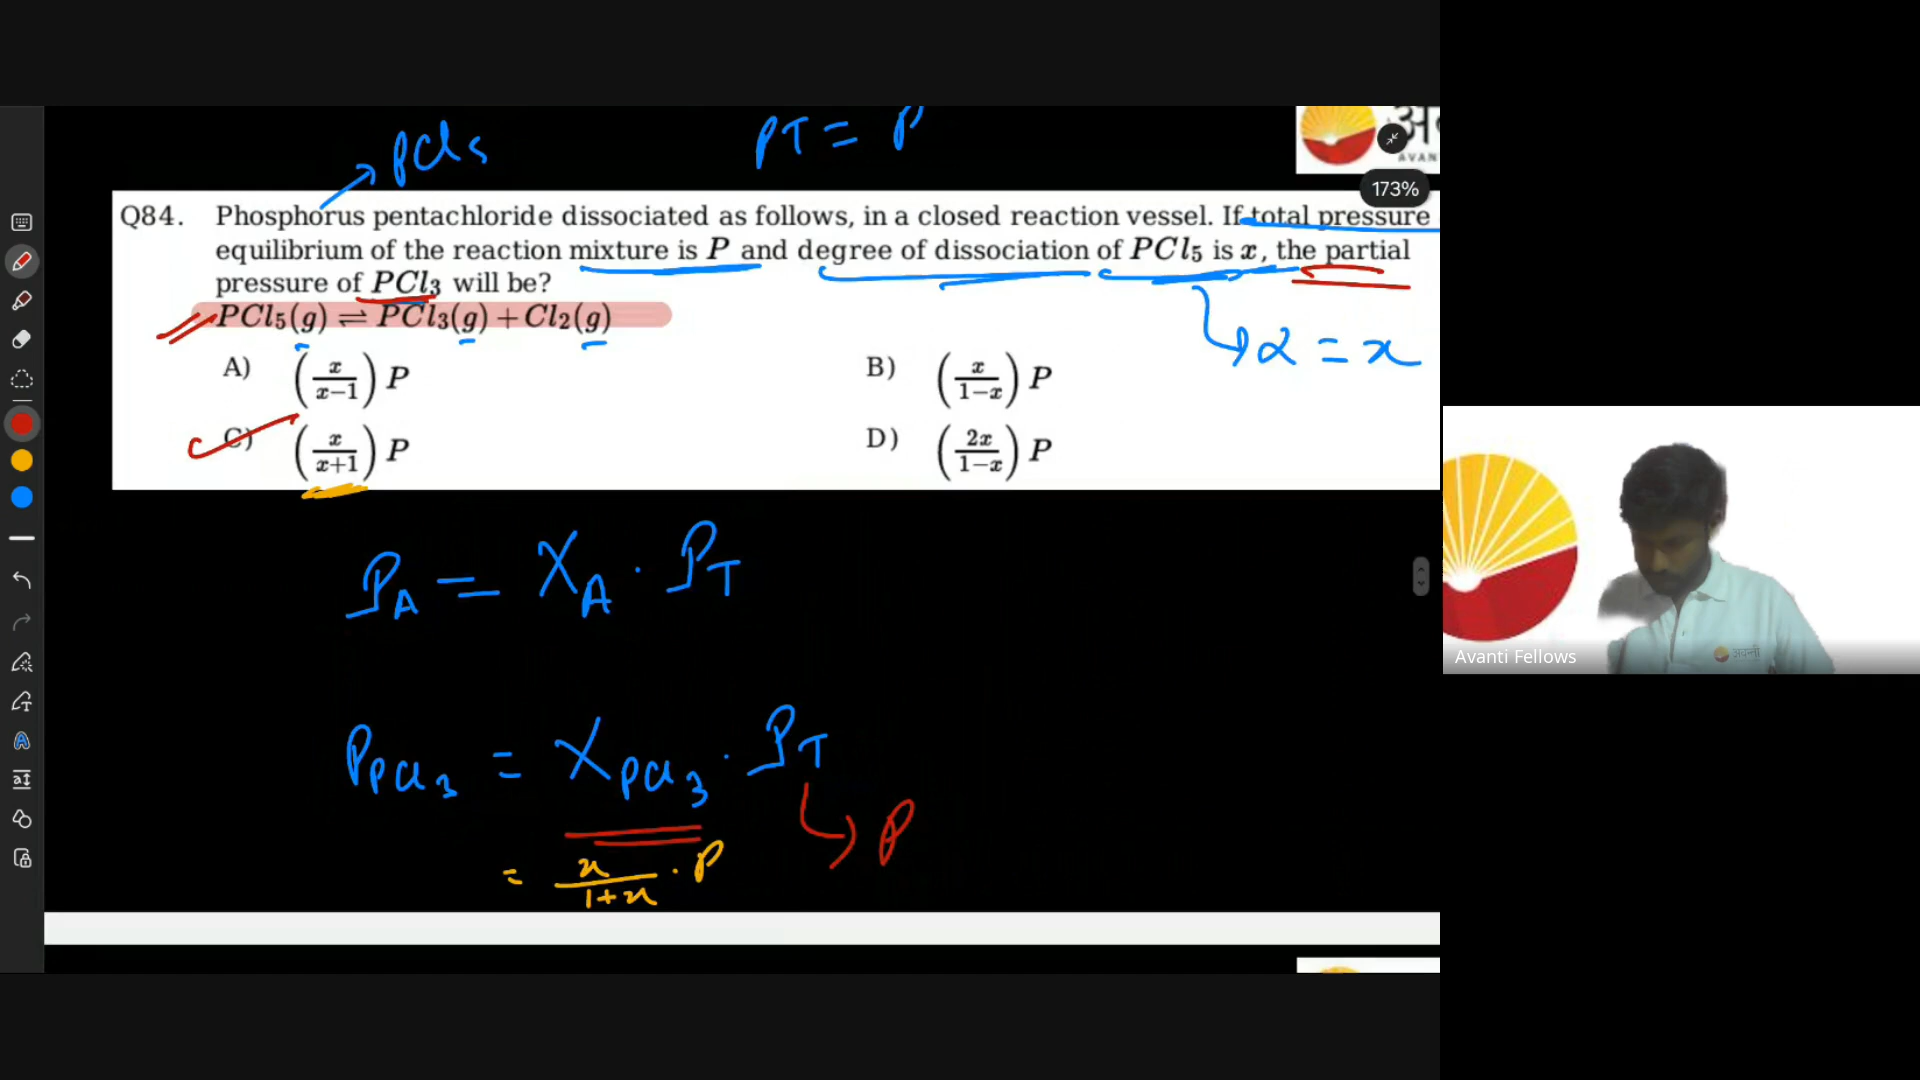 PCl5
PT = P
AVAN
173%
Q84. Phosphorus pentachloride dissociated as follows, in a closed reaction vessel. If total pressure
equilibrium of the reaction mixture is P and degree of dissociation of PCl5 is x, the partial
pressure of PCl3 will be?
PCl5(g) ⇌ PCl3(g) + Cl2(g)
α = x
A) (x/(x−1)) P
B) (x/(1−x)) P
C) (x/(x+1)) P
D) (2x/(1−x)) P
PA = XA · PT
PPCl3 = XPCl3 · PT
P
= x/(1+x) · P
अवन्ती
Avanti Fellows